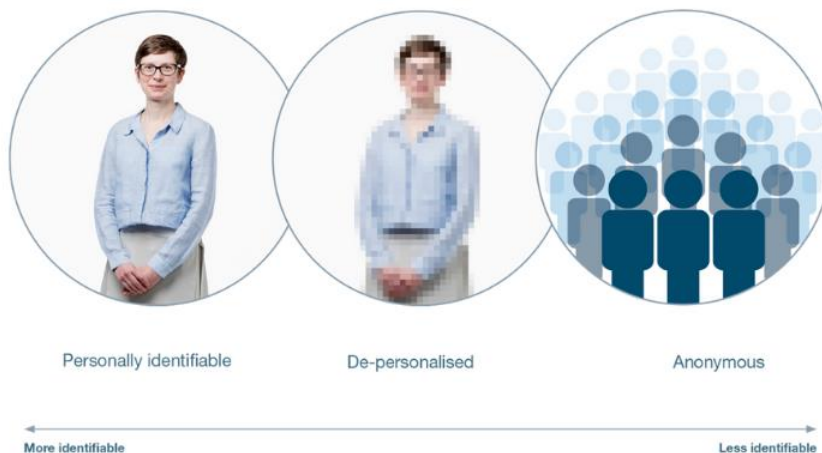 Personally identifiable
De-personalised
Anonymous
More identifiable
Less identifiable